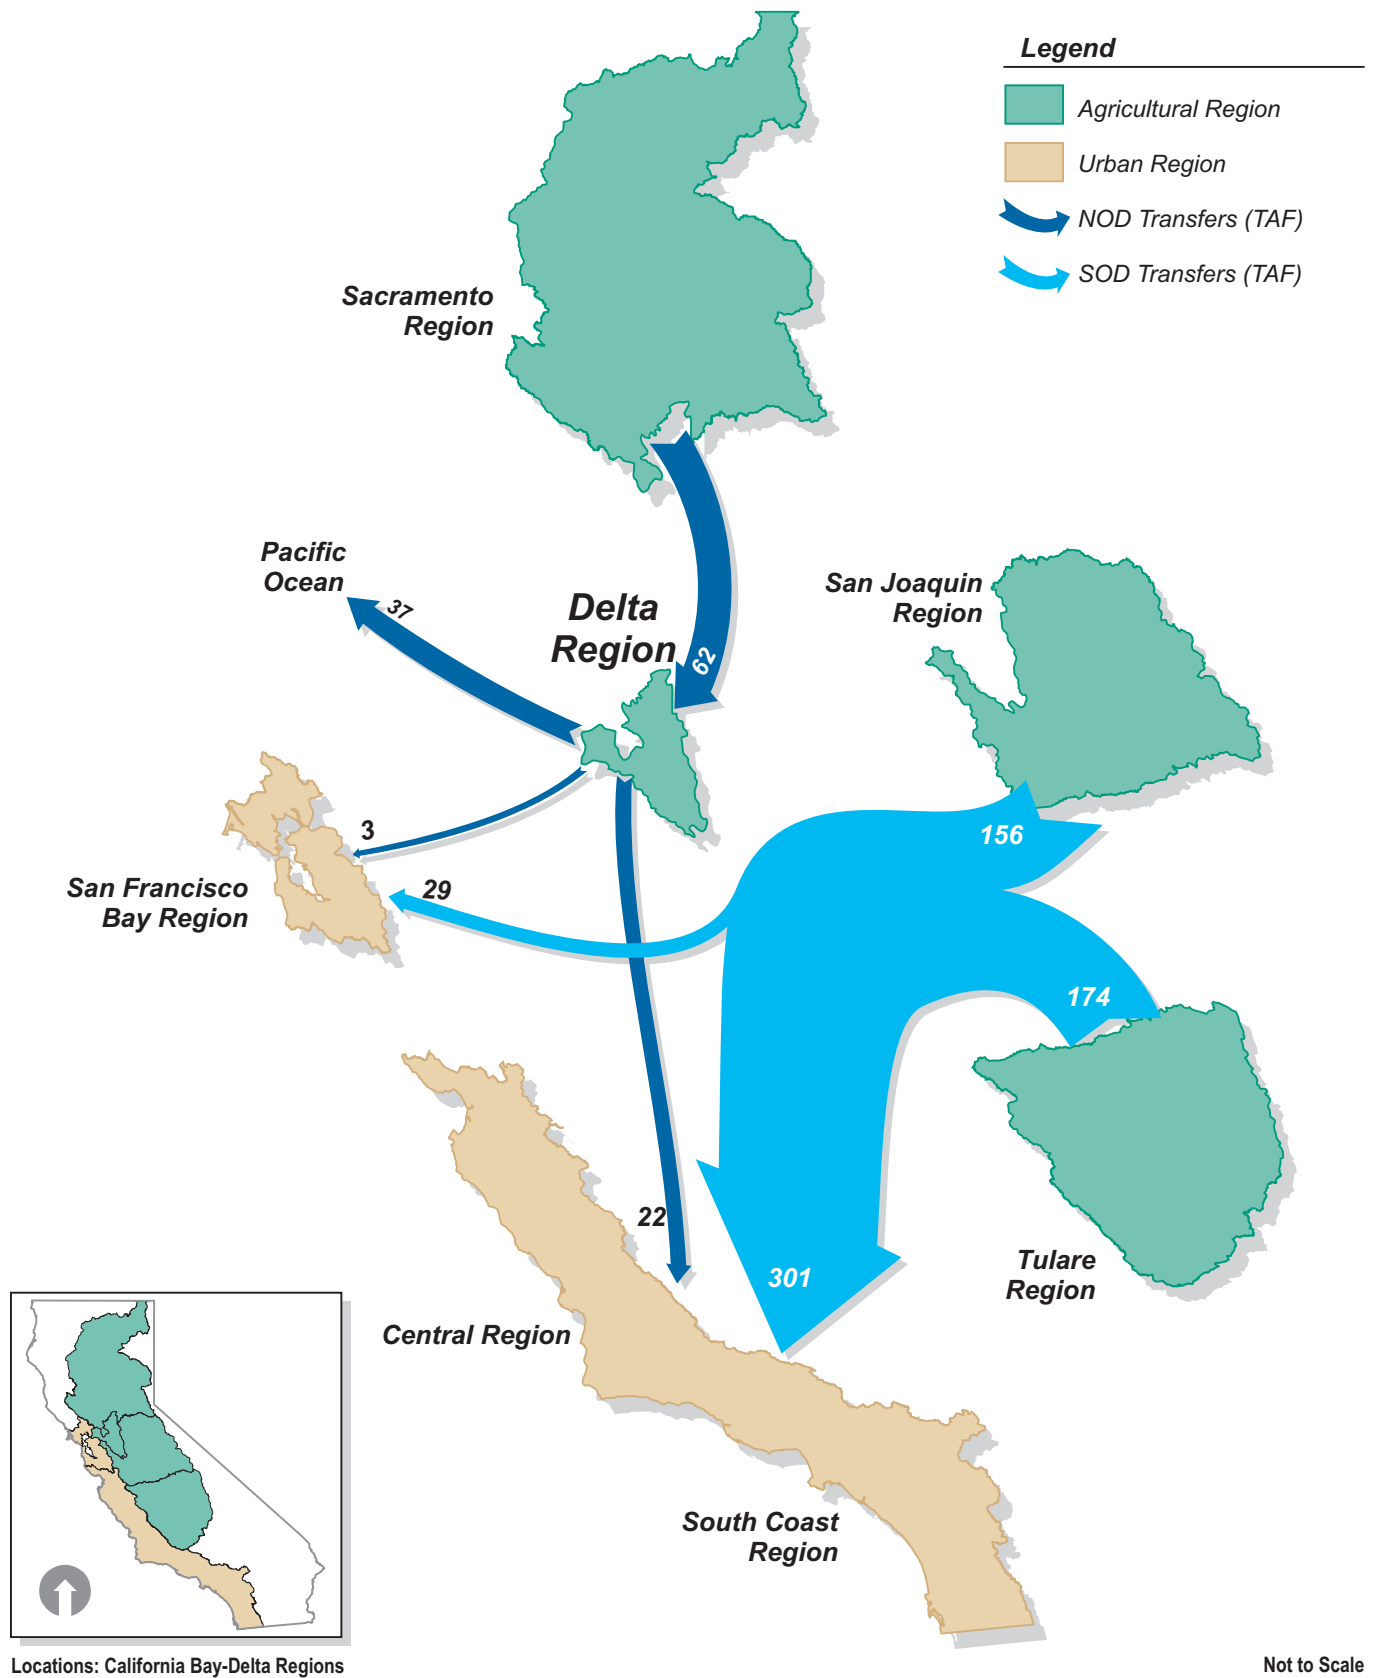 Legend
Agricultural Region
Urban Region
NOD Transfers (TAF)
SOD Transfers (TAF)
Sacramento
Region
Pacific
Ocean
37
Delta
Region
62
San Joaquin
Region
3
156
San Francisco
Bay Region
29
174
22
301
Tulare
Region
Central Region
South Coast
Region
Locations: California Bay-Delta Regions
Not to Scale